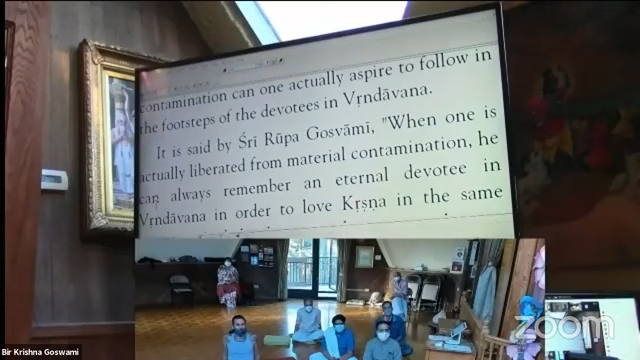 contamination can one actually aspire to follow in
the footsteps of the devotees in Vṛndāvana.
It is said by Śrī Rūpa Gosvāmī, "When one is
actually liberated from material contamination, he
can always remember an eternal devotee in
Vṛndāvana in order to love Kṛṣṇa in the same
Bir Krishna Goswami
zoom